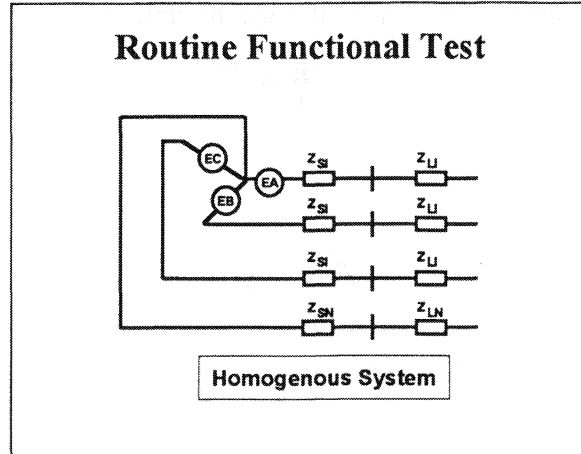 Routine Functional Test
EC
EA
EB
ZSI ZLI
ZSI ZLI
ZSI ZLI
ZSN ZLN
Homogenous System